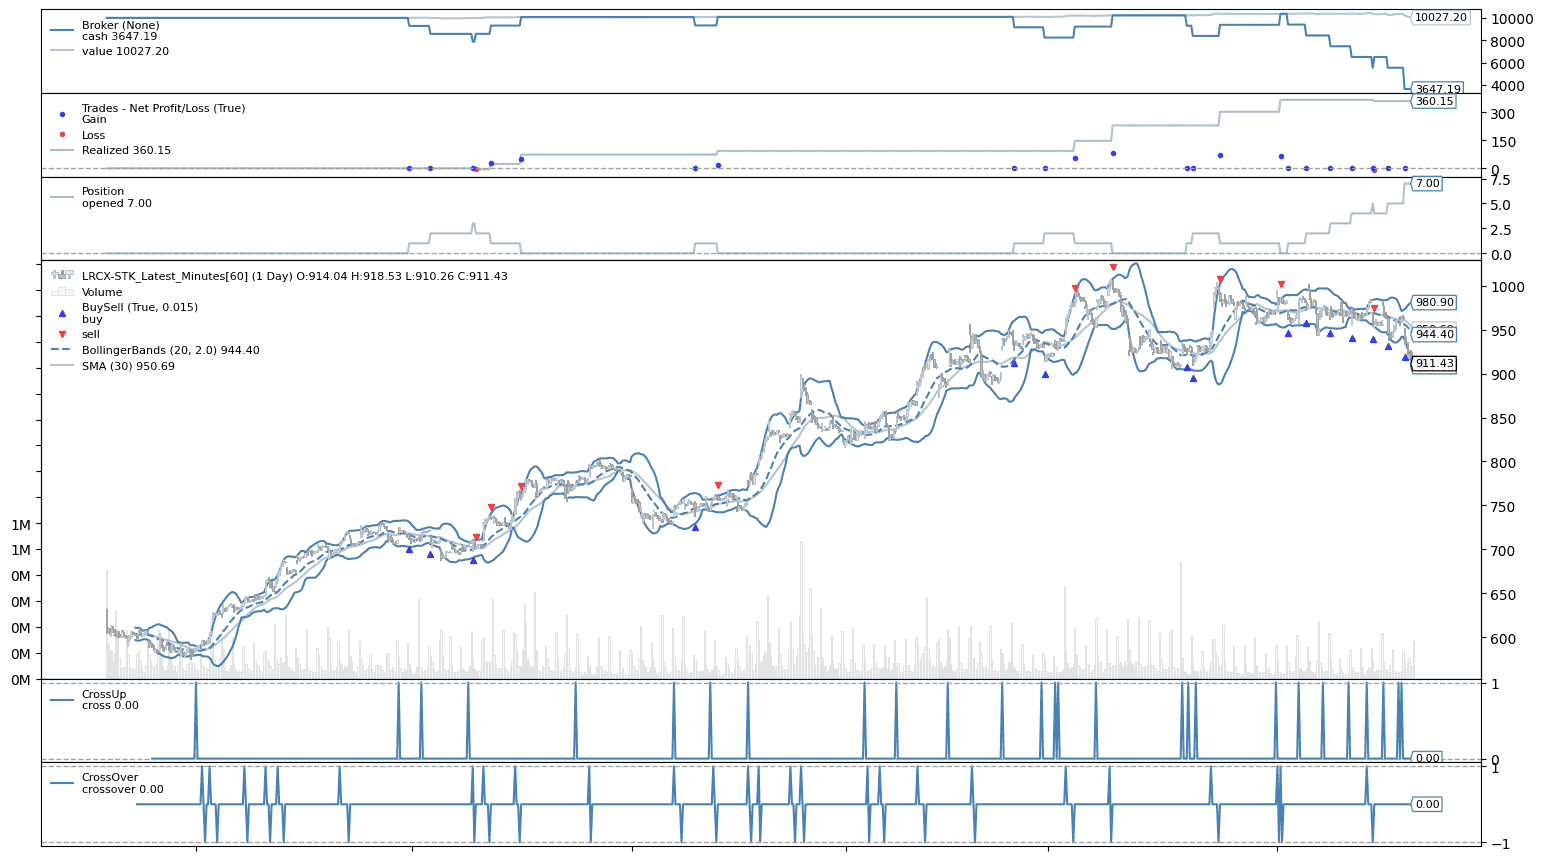 Broker (None)
cash 3647.19
value 10027.20
10027.20
10000
8000
6000
4000
3647.19
Trades - Net Profit/Loss (True)
Gain
Loss
Realized 360.15
360.15
300
150
0
Position
opened 7.00
7.00
7.5
5.0
2.5
0.0
LRCX-STK_Latest_Minutes[60] (1 Day) O:914.04 H:918.53 L:910.26 C:911.43
Volume
BuySell (True, 0.015)
buy
sell
BollingerBands (20, 2.0) 944.40
SMA (30) 950.69
1000
980.90
950
944.40
911.43
900
850
800
750
700
650
600
1M
1M
0M
0M
0M
0M
0M
CrossUp
cross 0.00
1
0.00
0
CrossOver
crossover 0.00
1
0.00
−1